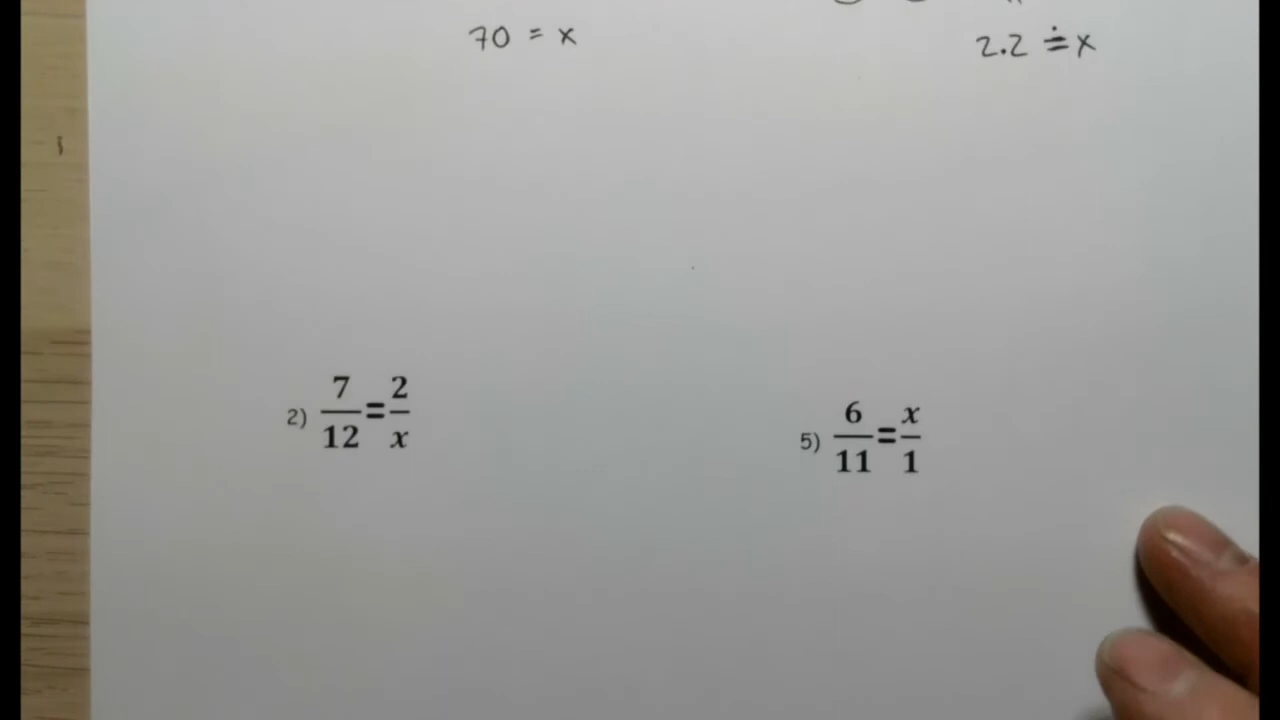 70 = x
2.2 ≐ x
2) 7/12 = 2/x
5) 6/11 = x/1